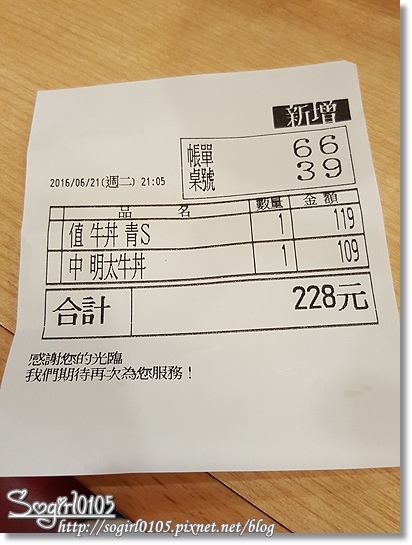 新增
帳單 66
桌號 39
2016/06/21(週二) 21:05
品 名 數量 金額
值 牛丼 青S 1 119
中 明太牛丼 1 109
合計 228元
感謝您的光臨
我們期待再次為您服務!
Sogirl0105
http://sogirl0105.pixnet.net/blog